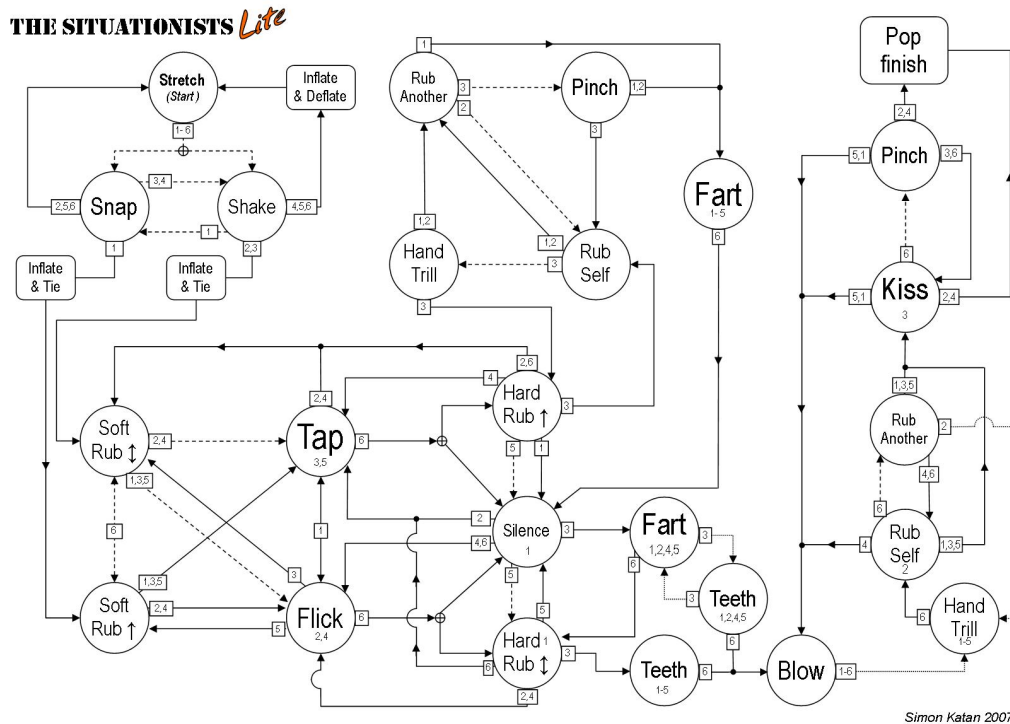 THE SITUATIONISTS Lite
Stretch
(Start)
1-6
Inflate
& Deflate
Snap
3,4
Shake
2,5,6
4,5,6
1
1
2,3
Inflate
& Tie
Inflate
& Tie
1
Rub
Another
3
2
Pinch
1,2
3
Fart
1-5
6
1,2
Hand
Trill
3
1,2
3
Rub
Self
Soft
Rub ↕
2,4
1,3,5
2,4
Tap
3,5
6
2,6
4
Hard
Rub ↑
3
5
1
6
1
Silence
1
2
4,6
3
5
Fart
1,2,4,5
3
6
3
Teeth
1,2,4,5
6
Soft
Rub ↑
1,3,5
2,4
3
5
Flick
2,4
6
5
Hard 1
Rub ↕
6
3
2,4
Teeth
1-5
6
Blow
1-6
Pop
finish
2,4
Pinch
5,1
3,6
6
Kiss
3
5,1
2,4
1,3,5
Rub
Another
2
4,6
6
Rub
Self
2
4
1,3,5
6
Hand
Trill
1-5
Simon Katan 2007